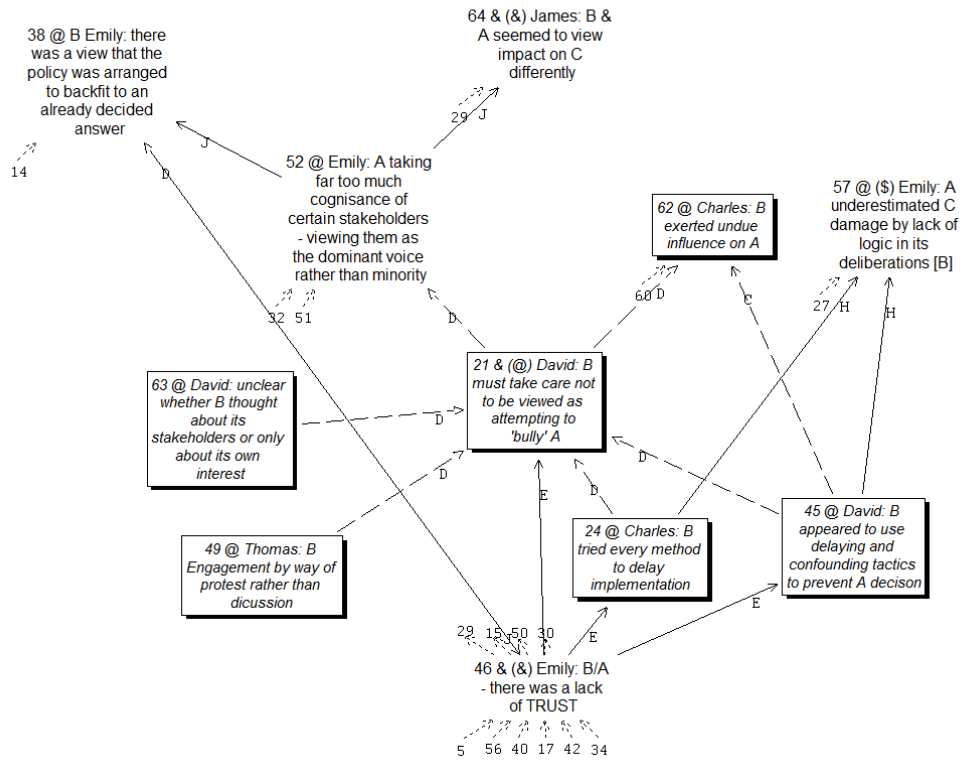 64 & (&) James: B &
A seemed to view
impact on C
differently
38 @ B Emily: there
was a view that the
policy was arranged
to backfit to an
already decided
answer
29
J
J
14
D
52 @ Emily: A taking
far too much
cognisance of
certain stakeholders
- viewing them as
the dominant voice
rather than minority
57 @ ($) Emily: A
underestimated C
damage by lack of
logic in its
deliberations [B]
62 @ Charles: B
exerted undue
influence on A
32
51
60
D
C
27
H
H
D
21 & (@) David: B
must take care not
to be viewed as
attempting to
'bully' A
63 @ David: unclear
whether B thought
about its
stakeholders or only
about its own
interest
D
D
D
D
E
49 @ Thomas: B
Engagement by way of
protest rather than
dicussion
24 @ Charles: B
tried every method
to delay
implementation
45 @ David: B
appeared to use
delaying and
confounding tactics
to prevent A decison
E
E
29
15
J
50
30
46 & (&) Emily: B/A
- there was a lack
of TRUST
5
56
40
17
42
34